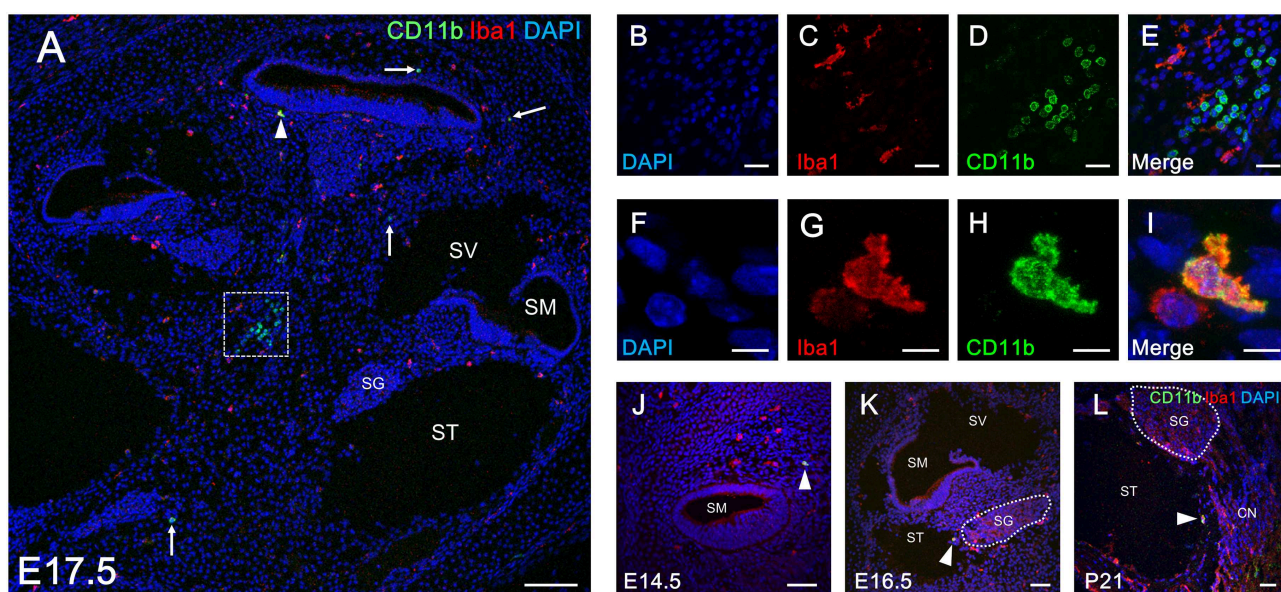 A
CD11b Iba1 DAPI
SV
SM
SG
ST
E17.5
B
DAPI
C
Iba1
D
CD11b
E
Merge
F
DAPI
G
Iba1
H
CD11b
I
Merge
J
SM
E14.5
K
SV
SM
SG
ST
E16.5
L
CD11b Iba1 DAPI
SG
ST
CN
P21